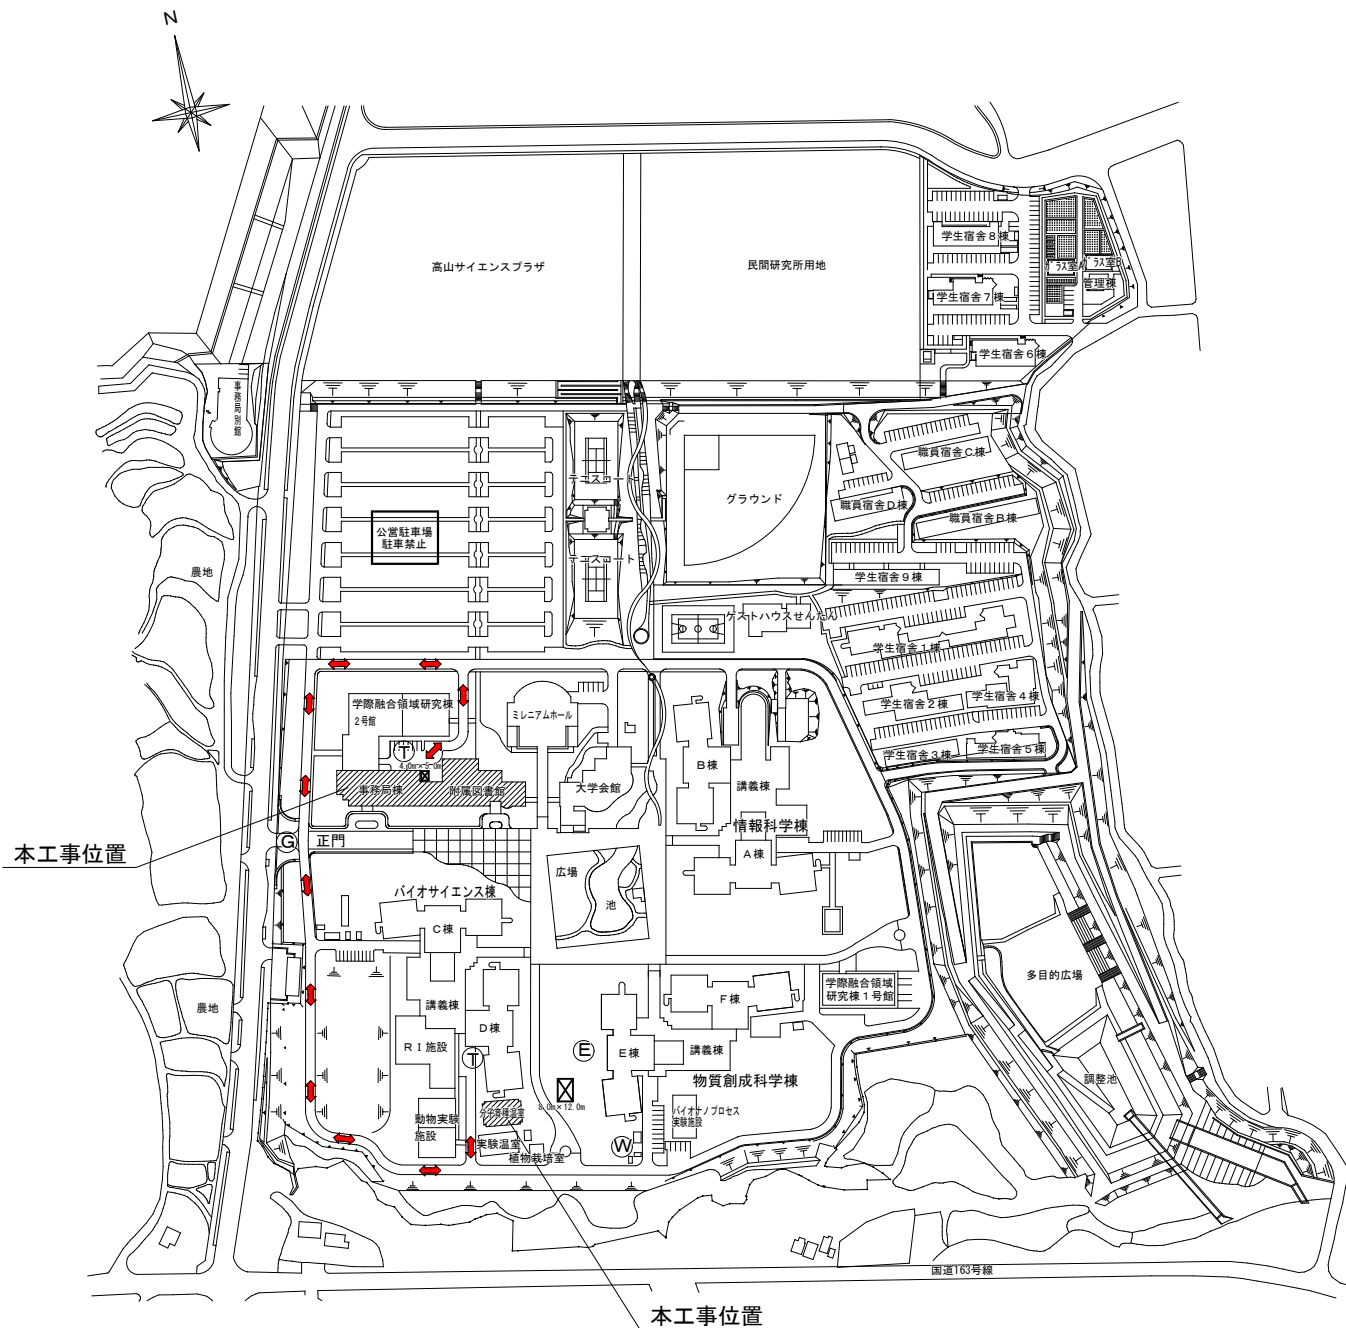 N
高山サイエンスプラザ
民間研究所用地
学生宿舎8棟
ガラス室B
管理棟
学生宿舎7棟
学生宿舎6棟
事務局別館
職員宿舎C棟
テニスコート
グラウンド
職員宿舎D棟
職員宿舎B棟
公営駐車場
駐車禁止
テニスコート
農地
学生宿舎9棟
ゲストハウスせんたん
学生宿舎1棟
学生宿舎4棟
学生宿舎2棟
学生宿舎3棟
学生宿舎5棟
学際融合領域研究棟
2号館
ミレニアムホール
T
4.0m×5.0m
事務局棟
附属図書館
大学会館
B棟
講義棟
情報科学棟
A棟
G
正門
本工事位置
バイオサイエンス棟
C棟
広場
池
多目的広場
農地
講義棟
D棟
RI施設
T
E
E棟
F棟
講義棟
学際融合領域
研究棟1号館
物質創成科学棟
調整池
8.0m×12.0m
バイオナノプロセス
実験施設
動物実験
施設
実験温室
植物栽培室
W
国道163号線
本工事位置